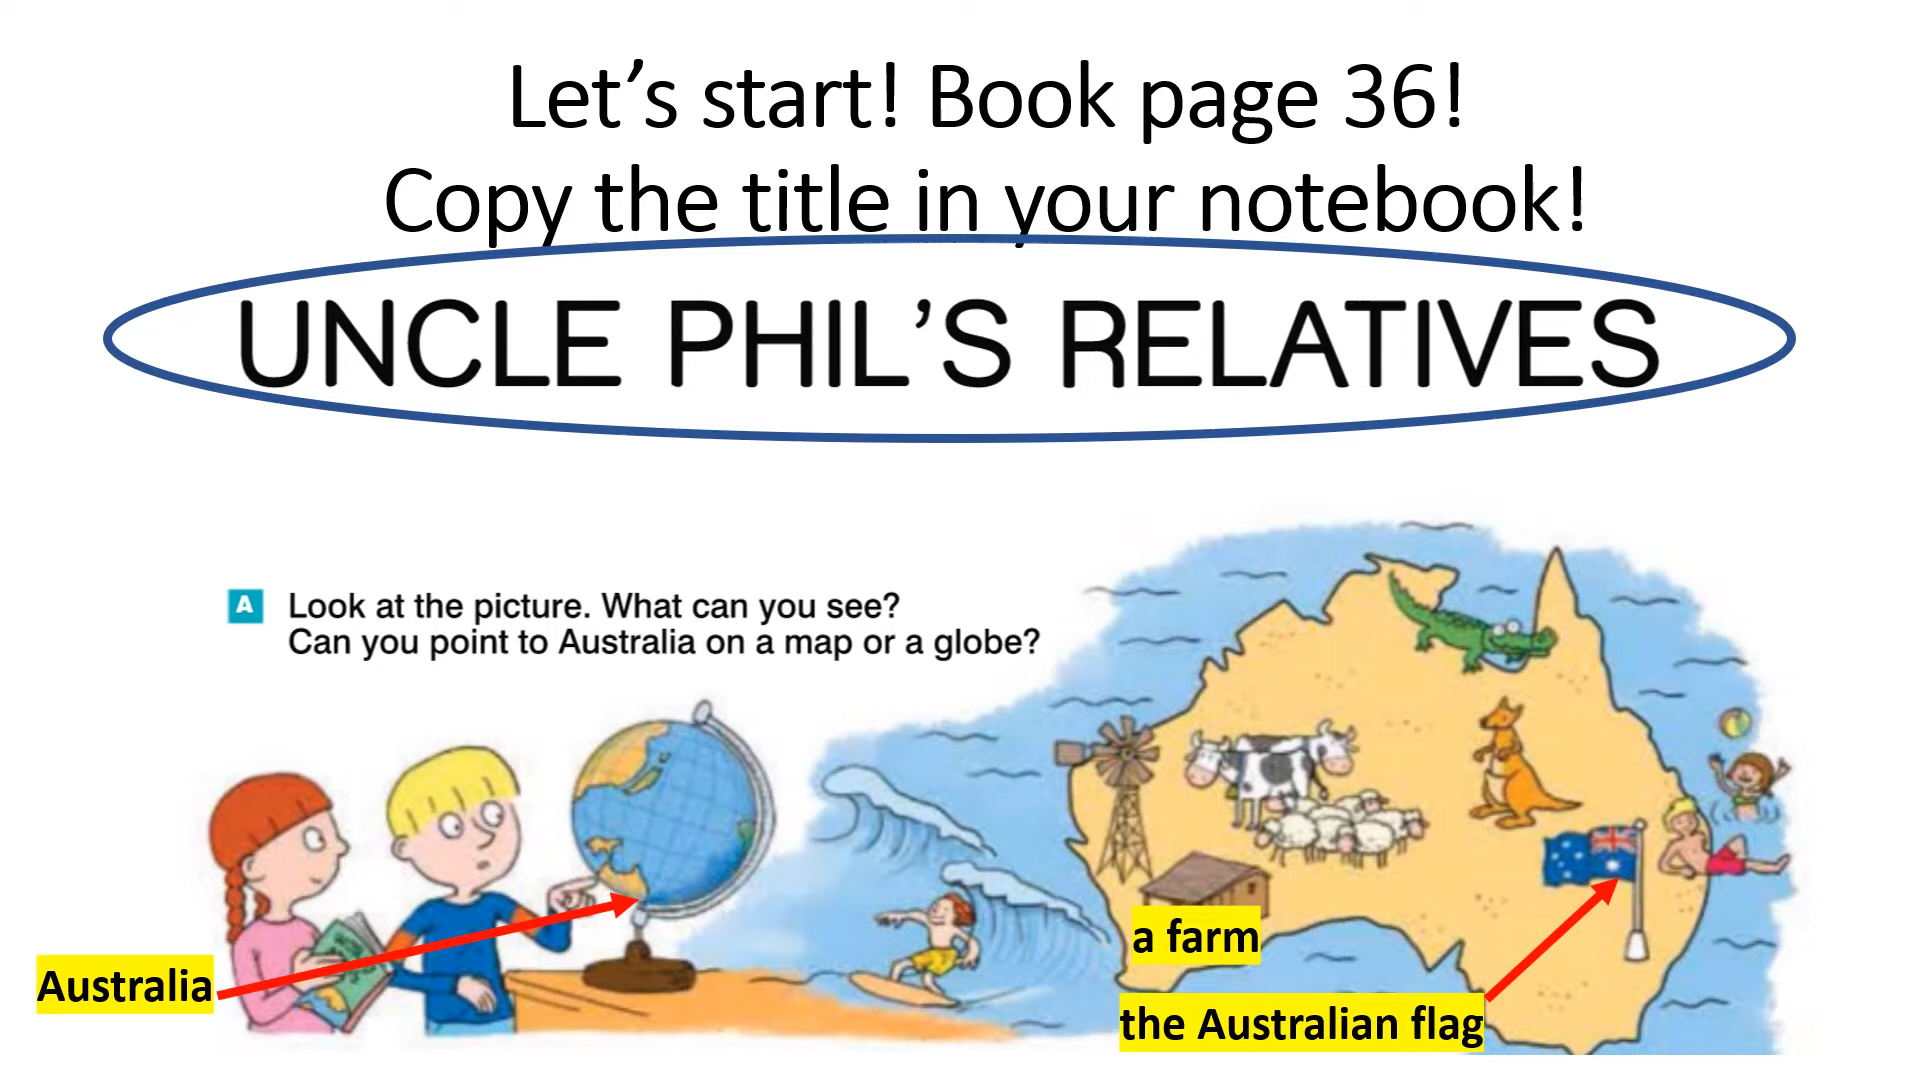 Let’s start! Book page 36!
Copy the title in your notebook!
UNCLE PHIL’S RELATIVES
A Look at the picture. What can you see?
Can you point to Australia on a map or a globe?
Australia
a farm
the Australian flag